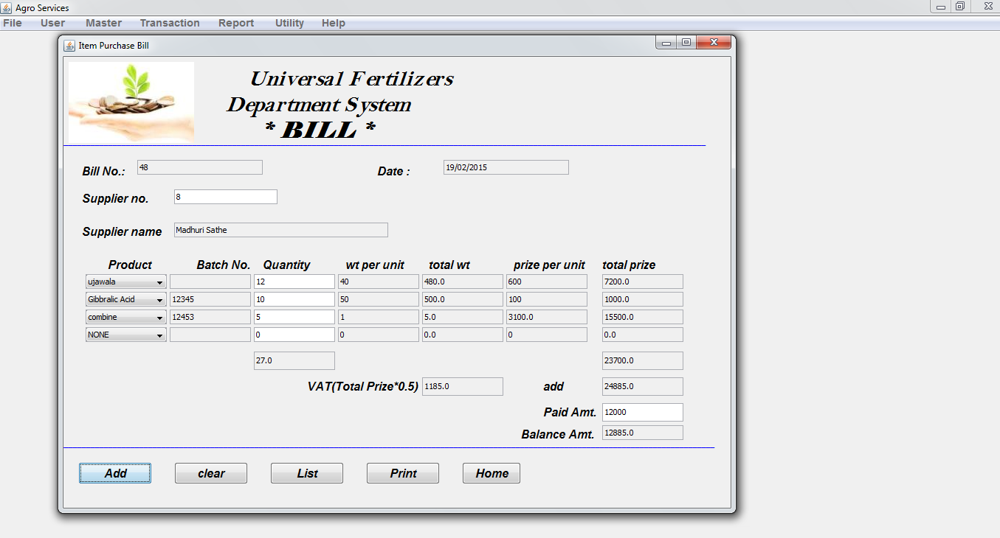 Agro Services
File User Master Transaction Report Utility Help
Item Purchase Bill
Universal Fertilizers
Department System
* BILL *
Bill No.: 48 Date : 19/02/2015
Supplier no. 8
Supplier name Madhuri Sathe
Product Batch No. Quantity wt per unit total wt prize per unit total prize
ujawala 12 40 480.0 600 7200.0
Gibbralic Acid 12345 10 50 500.0 100 1000.0
combine 12453 5 1 5.0 3100.0 15500.0
NONE 0 0 0.0 0 0.0
27.0 23700.0
VAT(Total Prize*0.5) 1185.0 add 24885.0
Paid Amt. 12000
Balance Amt. 12885.0
Add clear List Print Home